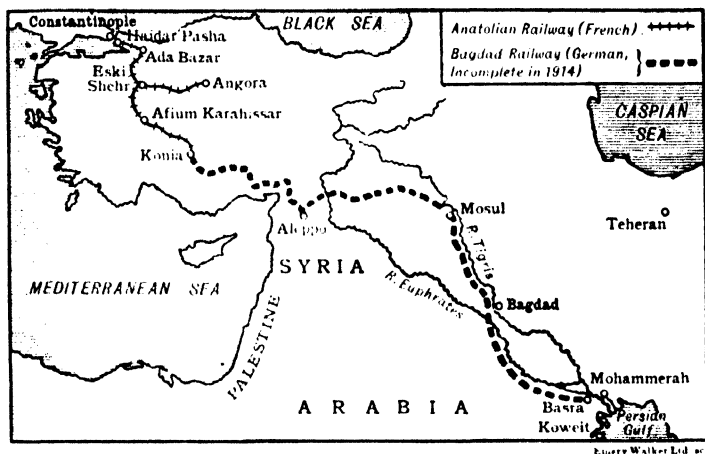 Constantinople
Haidar Pasha
Ada Bazar
BLACK SEA
Anatolian Railway (French)
Bagdad Railway (German,
Incomplete in 1914)
Eski
Shehr
Angora
Afium Karahissar
Konia
CASPIAN
SEA
Mosul
Teheran
Aleppo
R. Tigris
SYRIA
R. Euphrates
MEDITERRANEAN SEA
Bagdad
PALESTINE
Mohammerah
ARABIA
Basra
Koweit
Persian
Gulf
Emery Walker Ltd.